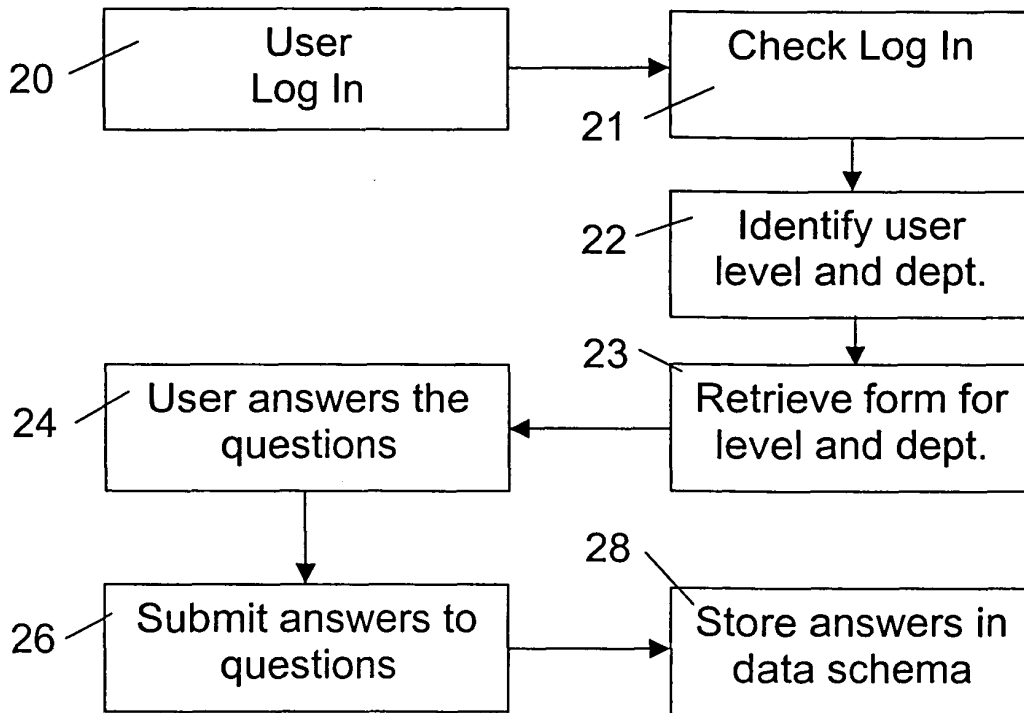 User
Log In
20
Check Log In
21
Identify user
level and dept.
22
23
Retrieve form for
level and dept.
User answers the
questions
24
Submit answers to
questions
26
28
Store answers in
data schema